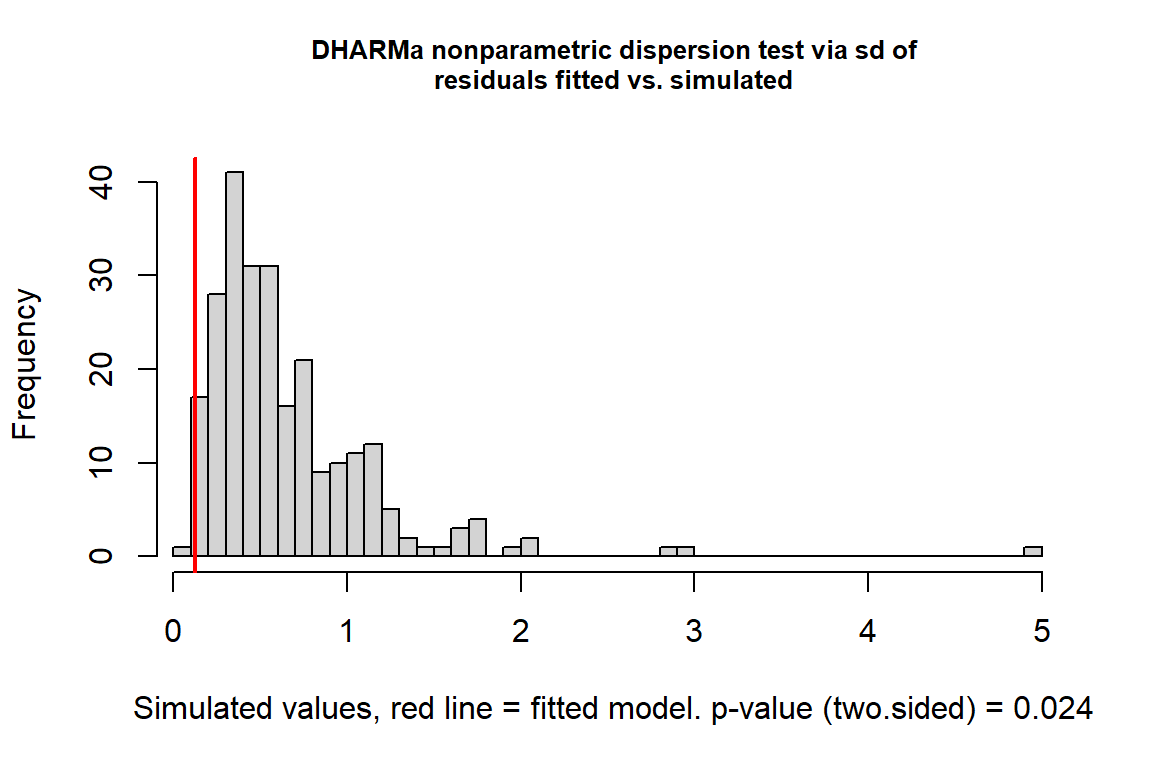 DHARMa nonparametric dispersion test via sd of
residuals fitted vs. simulated
Frequency
40
30
20
10
0
0 1 2 3 4 5
Simulated values, red line = fitted model. p-value (two.sided) = 0.024